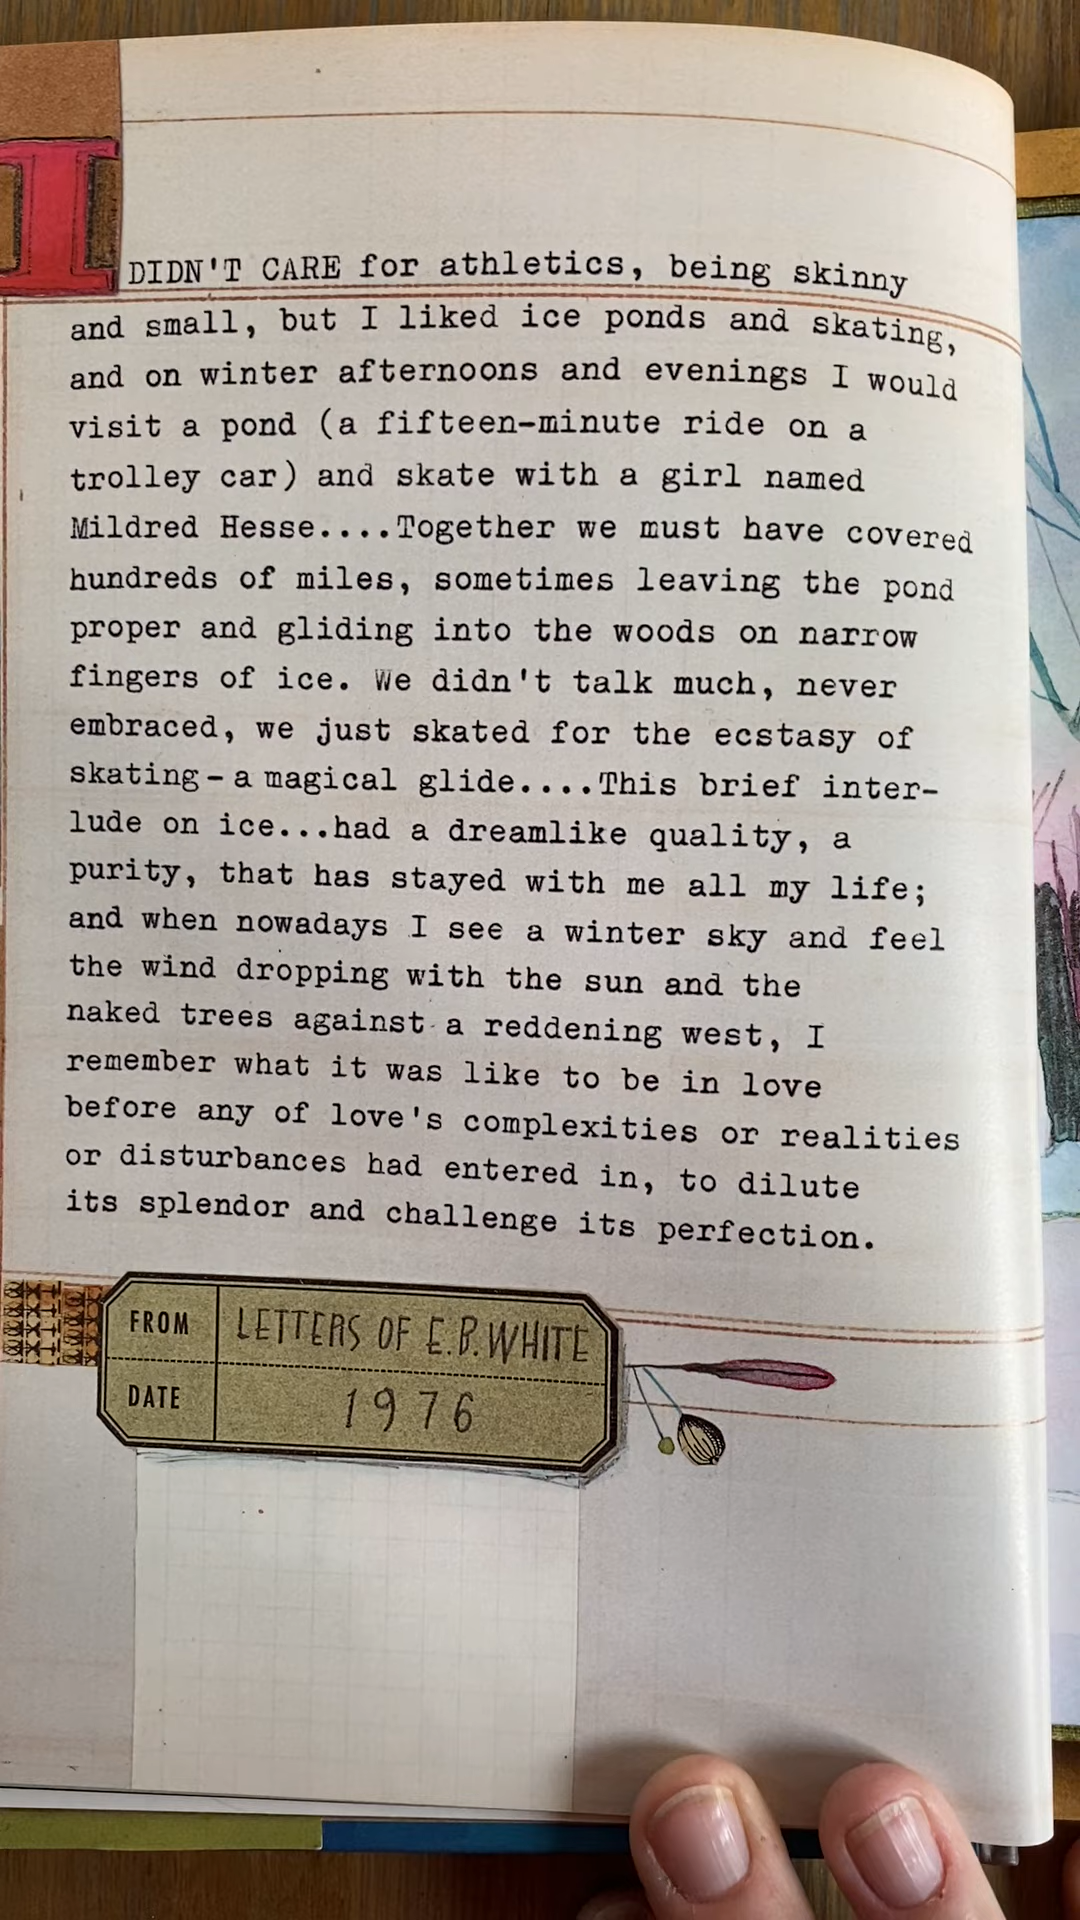 I DIDN'T CARE for athletics, being skinny
and small, but I liked ice ponds and skating,
and on winter afternoons and evenings I would
visit a pond (a fifteen-minute ride on a
trolley car) and skate with a girl named
Mildred Hesse....Together we must have covered
hundreds of miles, sometimes leaving the pond
proper and gliding into the woods on narrow
fingers of ice. We didn't talk much, never
embraced, we just skated for the ecstasy of
skating—a magical glide....This brief inter-
lude on ice...had a dreamlike quality, a
purity, that has stayed with me all my life;
and when nowadays I see a winter sky and feel
the wind dropping with the sun and the
naked trees against a reddening west, I
remember what it was like to be in love
before any of love's complexities or realities
or disturbances had entered in, to dilute
its splendor and challenge its perfection.
FROM LETTERS OF E.B. WHITE
DATE 1976